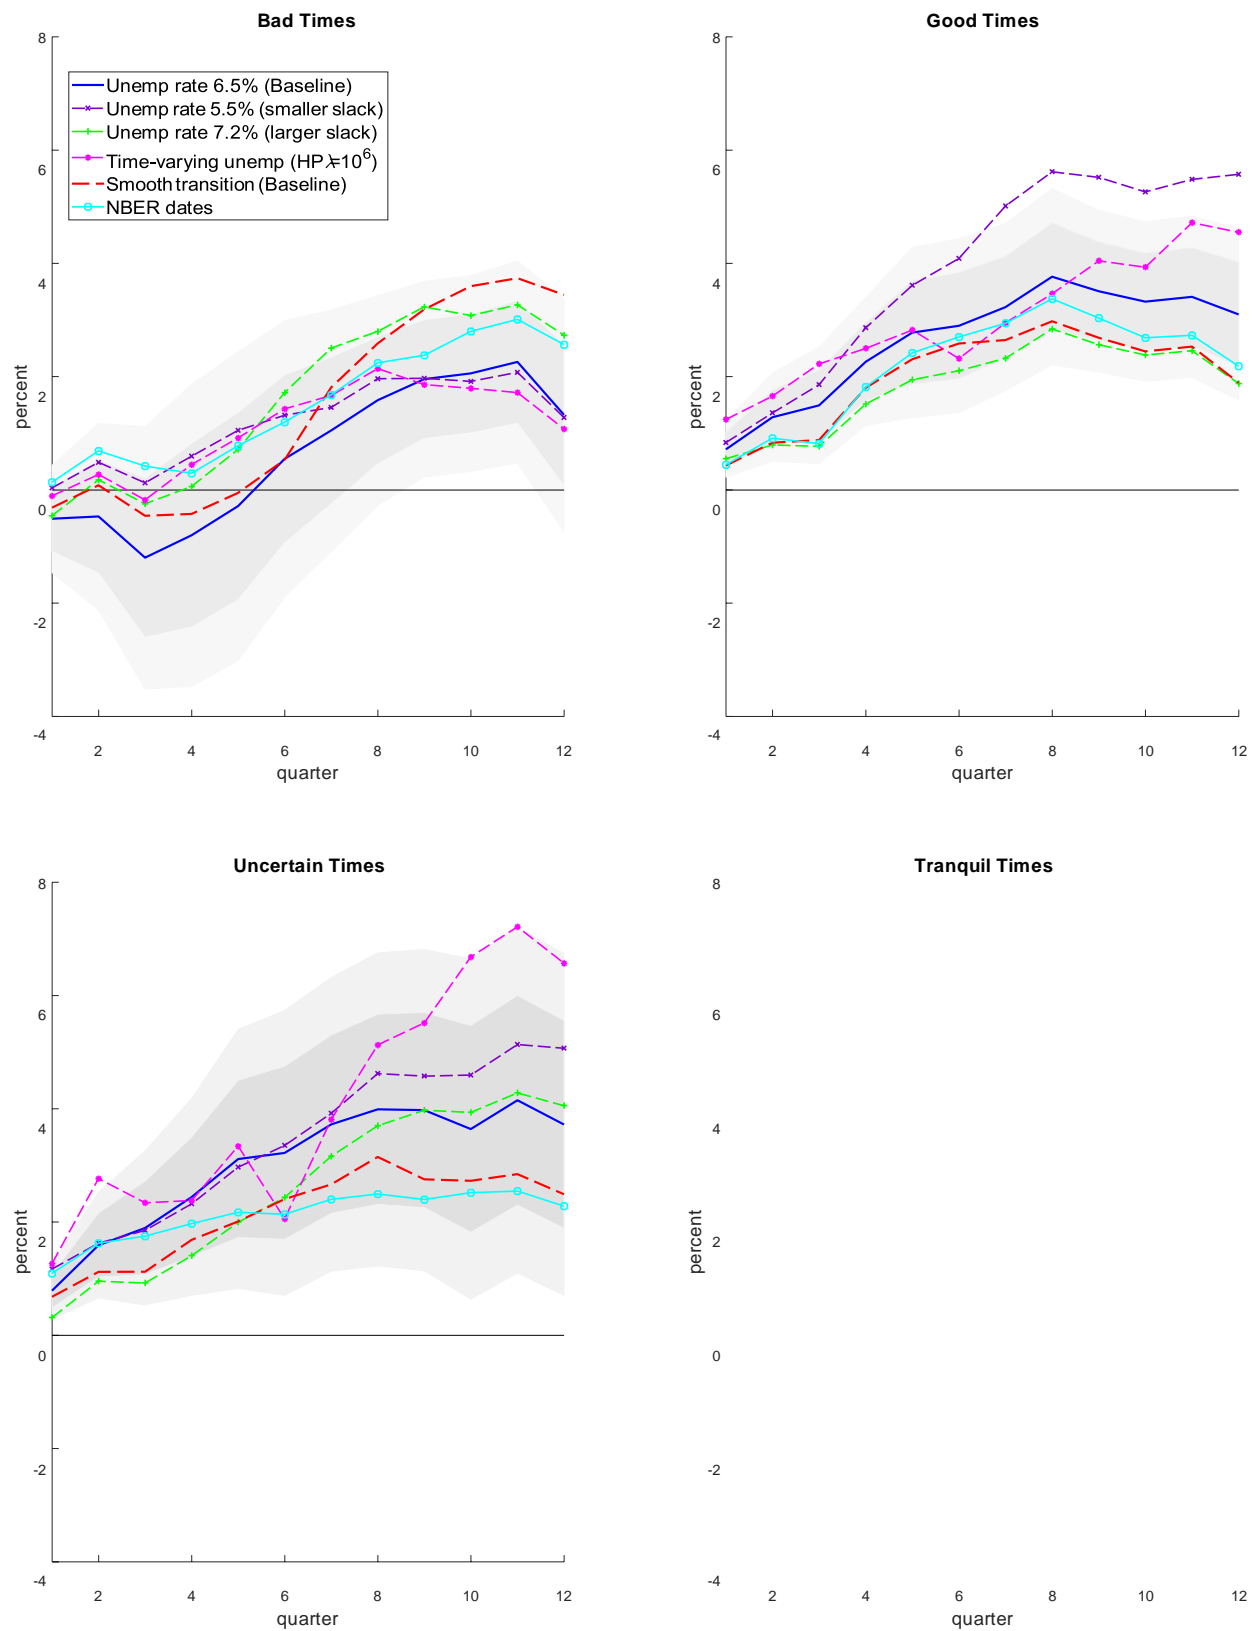 Bad Times
8
6
4
2
0
-2
-4
percent
Unemp rate 6.5% (Baseline)
Unemp rate 5.5% (smaller slack)
Unemp rate 7.2% (larger slack)
Time-varying unemp (HP λ=10^6)
Smooth transition (Baseline)
NBER dates
2 4 6 8 10 12
quarter
Good Times
8
6
4
2
0
-2
-4
percent
2 4 6 8 10 12
quarter
Uncertain Times
8
6
4
2
0
-2
-4
percent
2 4 6 8 10 12
quarter
Tranquil Times
8
6
4
2
0
-2
-4
percent
2 4 6 8 10 12
quarter